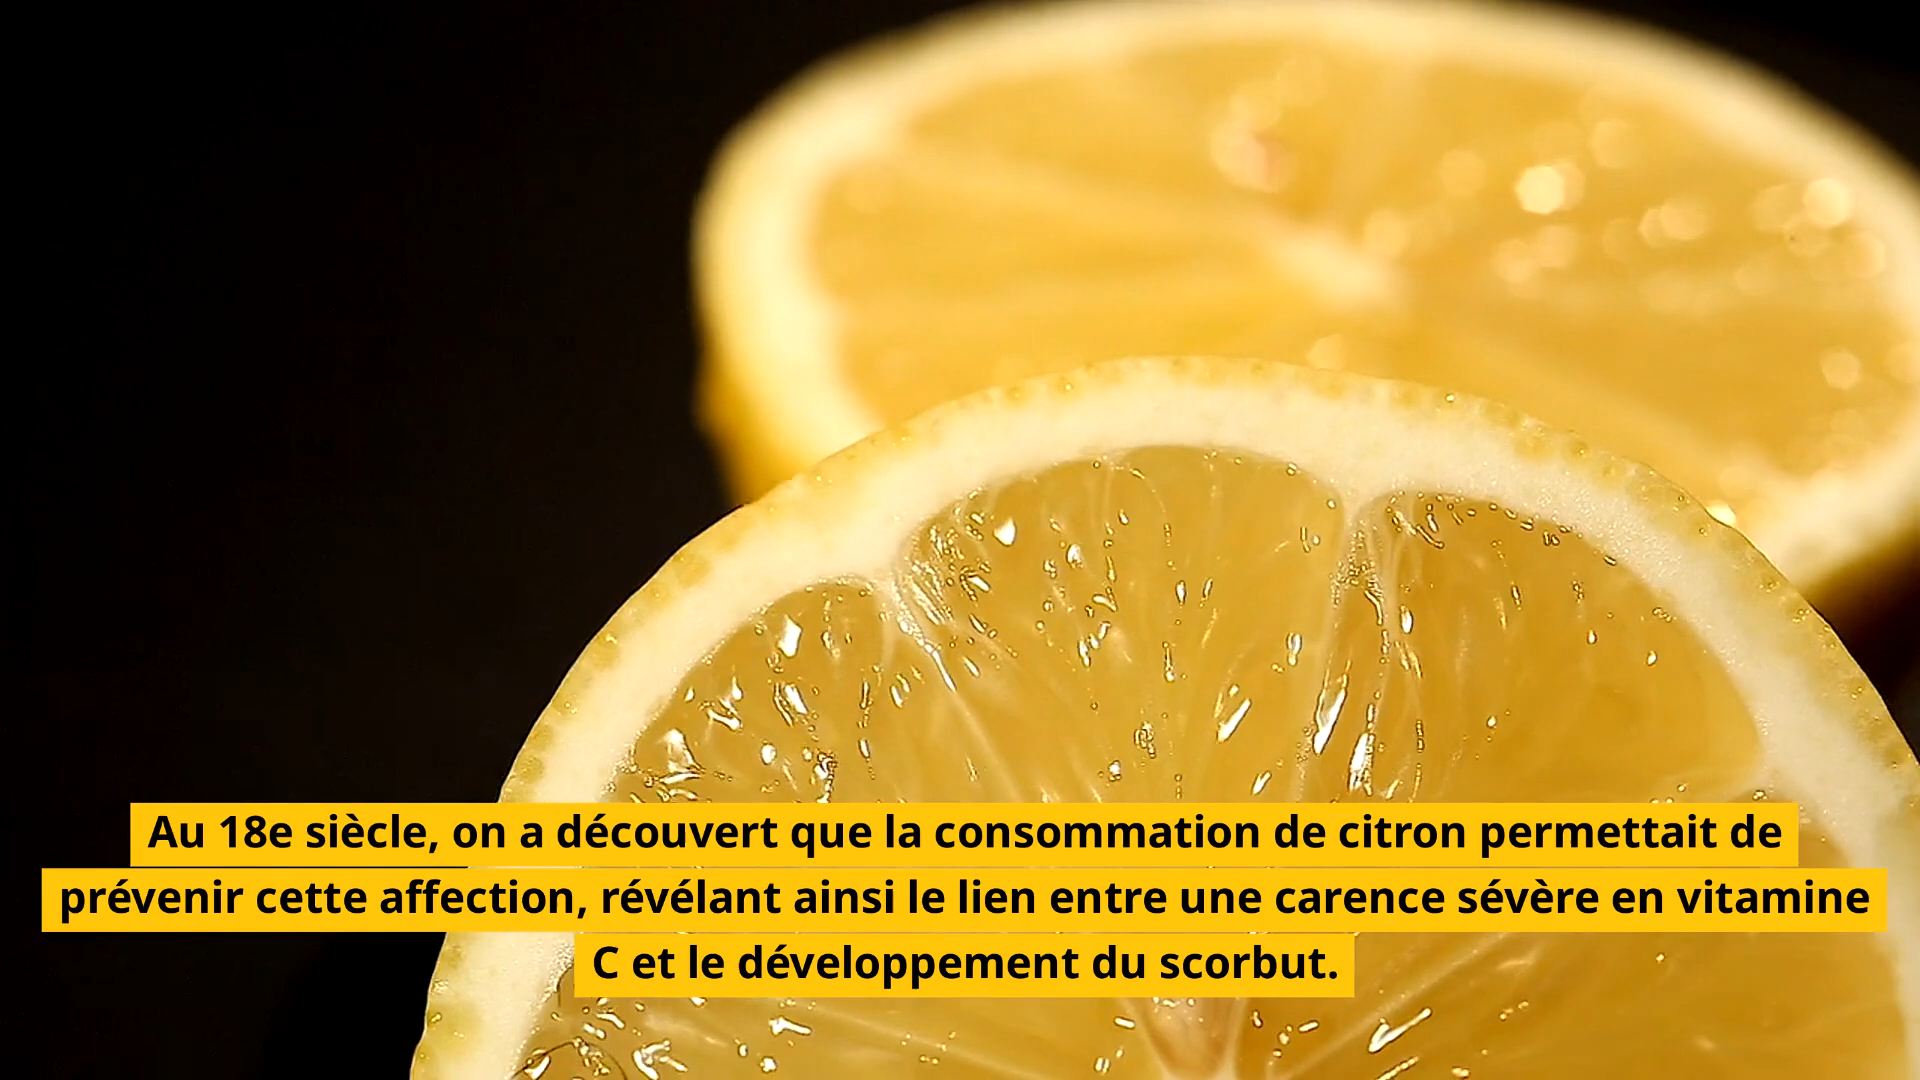 Au 18e siècle, on a découvert que la consommation de citron permettait de
prévenir cette affection, révélant ainsi le lien entre une carence sévère en vitamine
C et le développement du scorbut.